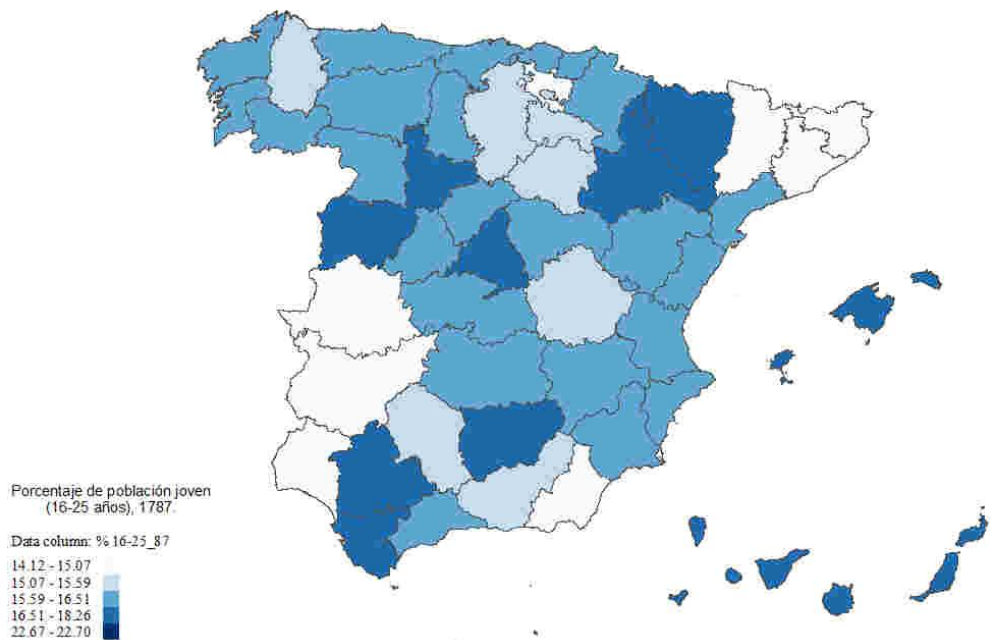 Porcentaje de población joven
(16-25 años), 1787.
Data column: % 16-25_87
14.12 - 15.07
15.07 - 15.59
15.59 - 16.51
16.51 - 18.26
22.67 - 22.70